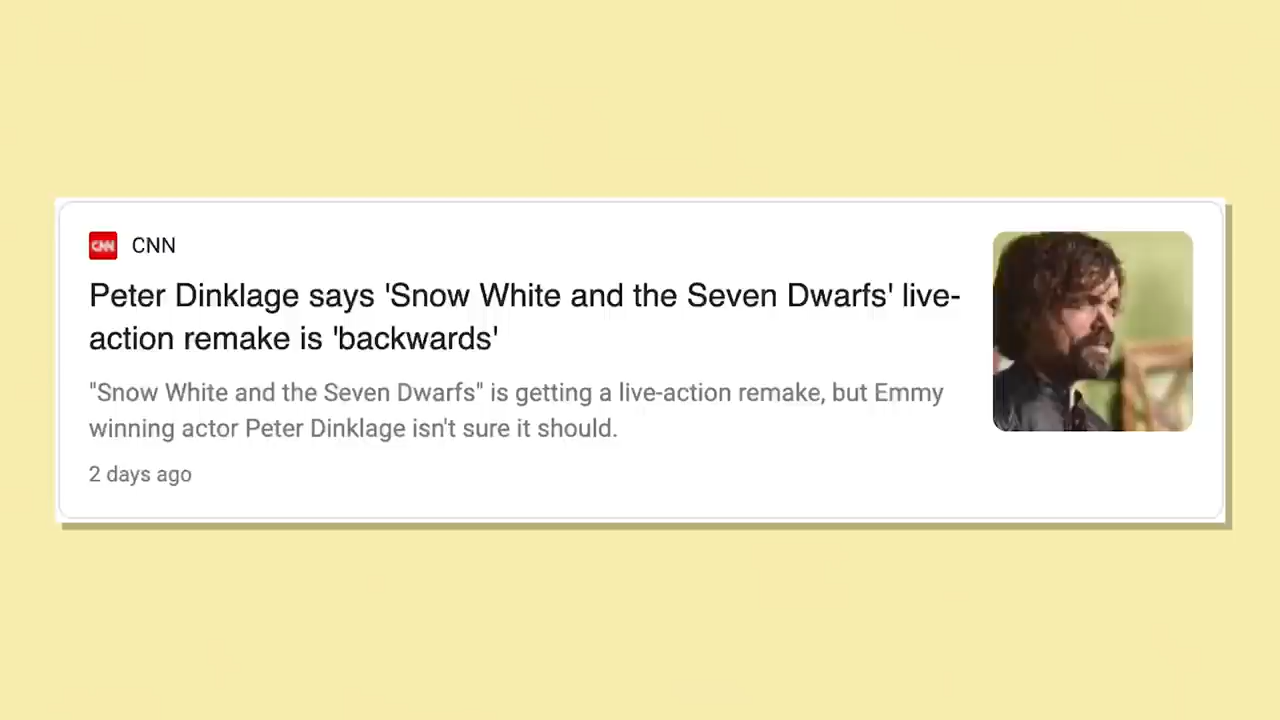 CNN CNN
Peter Dinklage says 'Snow White and the Seven Dwarfs' live-
action remake is 'backwards'
"Snow White and the Seven Dwarfs" is getting a live-action remake, but Emmy
winning actor Peter Dinklage isn't sure it should.
2 days ago